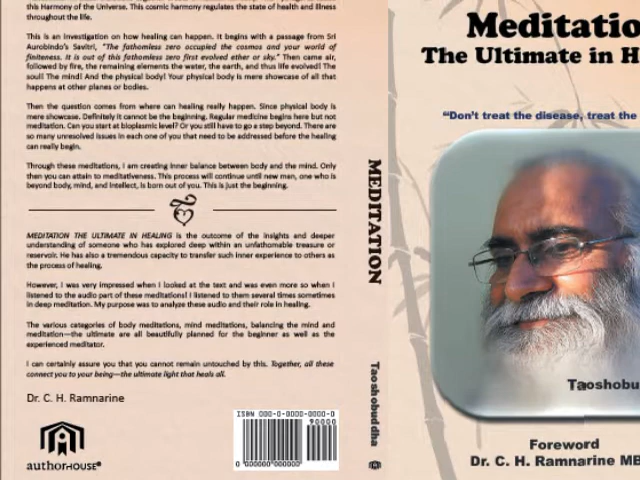 this Harmony of the Universe. This cosmic harmony regulates the state of health and illness
throughout the life.
This is an investigation on how healing can happen. It begins with a passage from Sri
Aurobindo's Savitri, "The fathomless zero occupied the cosmos and your world of
finiteness. It is out of this fathomless zero first evolved ether or sky." Then came air,
followed by fire, the remaining elements the water, the earth, and thus life evolved! The
soul! The mind! And the physical body! Your physical body is mere showcase of all that
happens at other planes or bodies.
Then the question comes from where can healing really happen. Since physical body is
mere showcase. Definitely it cannot be the beginning. Regular medicine begins here but not
meditation. Can you start at bioplasmic level? Or you still have to go a step beyond. There are
so many unresolved issues in each one of you that need to be addressed before the healing
can really begin.
Through these meditations, I am creating inner balance between body and the mind. Only
then you can attain to meditativeness. This process will continue until new man, one who is
beyond body, mind, and intellect, is born out of you. This is just the beginning.
MEDITATION THE ULTIMATE IN HEALING is the outcome of the insights and deeper
understanding of someone who has explored deep within an unfathomable treasure or
reservoir. He has also a tremendous capacity to transfer such inner experience to others as
the process of healing.
However, I was very impressed when I looked at the text and was even more so when I
listened to the audio part of these meditations! I listened to them several times sometimes
in deep meditation. My purpose was to analyze these audio and their role in healing.
The various categories of body meditations, mind meditations, balancing the mind and
meditation—the ultimate are all beautifully planned for the beginner as well as the
experienced meditator.
I can certainly assure you that you cannot remain untouched by this. Together, all these
connect you to your being—the ultimate light that heals all.
Dr. C. H. Ramnarine
authorHOUSE®
ISBN 000-0-0000-0000-0
90000
0 000000 000000
MEDITATION
Taoshobuddha
Meditatio
The Ultimate in H
"Don't treat the disease, treat the
Taoshobu
Foreword
Dr. C. H. Ramnarine MB